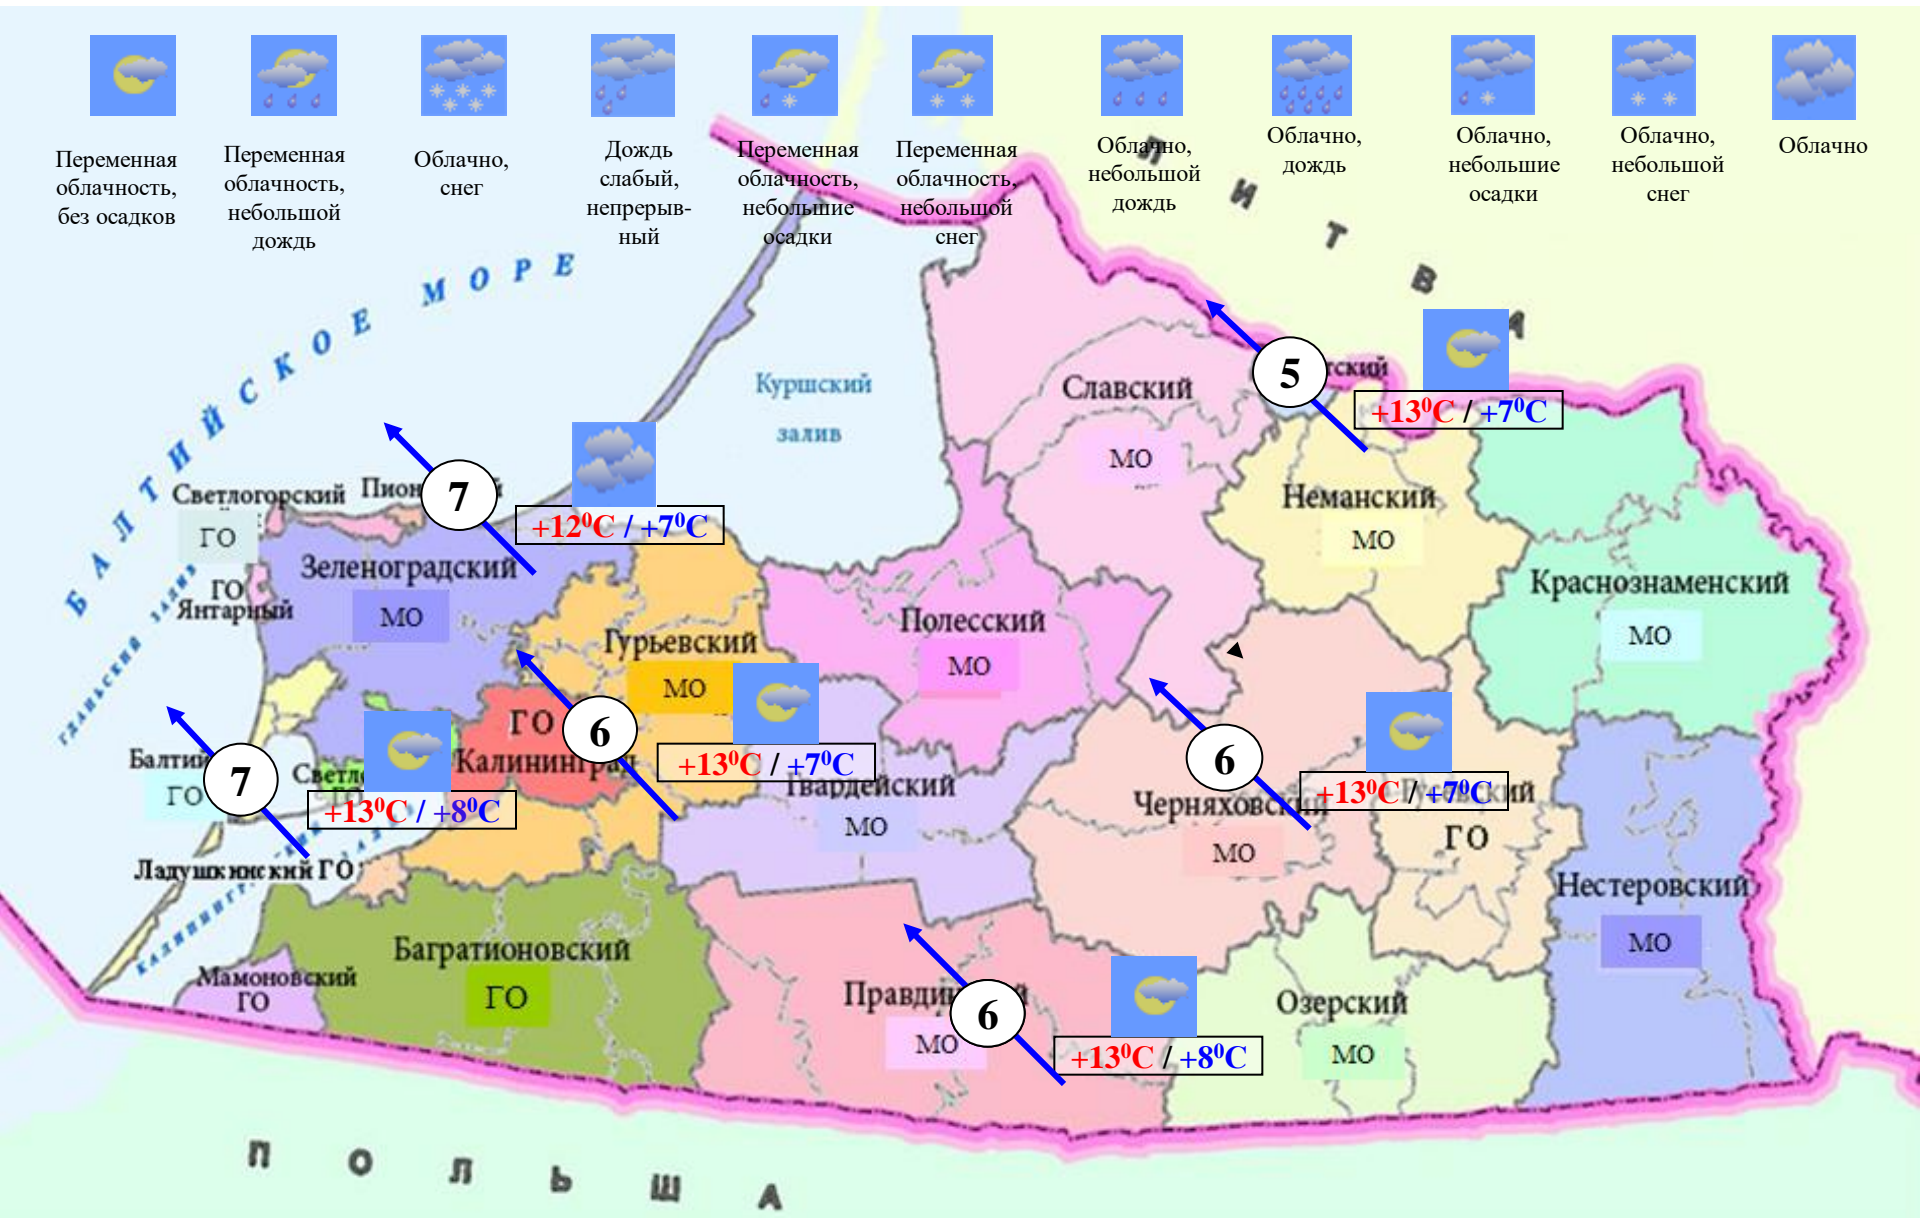 Переменная
облачность,
без осадков
Переменная
облачность,
небольшой
дождь
Облачно,
снег
Дождь
слабый,
непрерыв-
ный
Переменная
облачность,
небольшие
осадки
Переменная
облачность,
небольшой
снег
Облачно,
небольшой
дождь
Облачно,
дождь
Облачно,
небольшие
осадки
Облачно,
небольшой
снег
Облачно
ЛИТВА
БАЛТИЙСКОЕ МОРЕ
Куршский
залив
Славский
МО
5
+13⁰C / +7⁰C
Неманский
МО
Краснознаменский
МО
7
+12⁰C / +7⁰C
Светлогорский
ГО
ГО
Янтарный
Зеленоградский
МО
Гурьевский
МО
Полесский
МО
ГО
Калининград
6
+13⁰C / +7⁰C
7
ГО
+13⁰C / +8⁰C
Гвардейский
МО
6
+13⁰C / +7⁰C
Черняховский
МО
ГО
Ладушкинский ГО
Нестеровский
МО
Багратионовский
ГО
Мамоновский
ГО
МО
6
+13⁰C / +8⁰C
Озерский
МО
ПОЛЬША